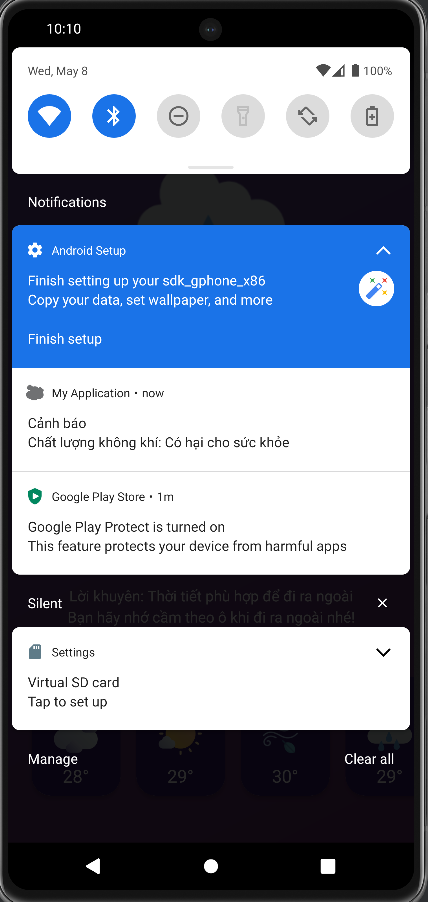 10:10
Wed, May 8
100%
Notifications
Android Setup
Finish setting up your sdk_gphone_x86
Copy your data, set wallpaper, and more
Finish setup
My Application • now
Cảnh báo
Chất lượng không khí: Có hại cho sức khỏe
Google Play Store • 1m
Google Play Protect is turned on
This feature protects your device from harmful apps
Lời khuyên: Thời tiết phù hợp để đi ra ngoài
Silent
Bạn hãy nhớ cầm theo ô khi đi ra ngoài nhé!
Settings
Virtual SD card
Tap to set up
Manage
Clear all
28°
29°
30°
29°